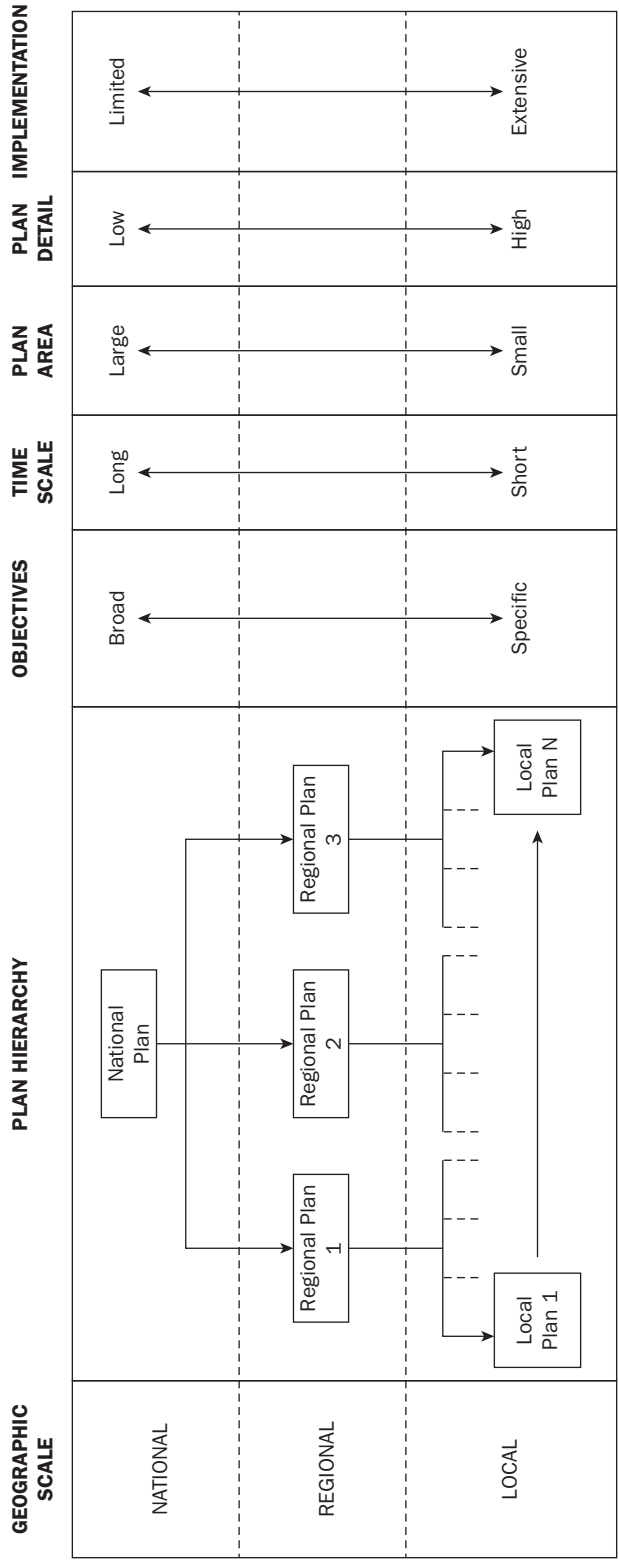 GEOGRAPHIC
SCALE
PLAN HIERARCHY
OBJECTIVES
TIME
SCALE
PLAN
AREA
PLAN
DETAIL
IMPLEMENTATION
NATIONAL
National
Plan
Broad
Long
Large
Low
Limited
REGIONAL
Regional Plan
1
Regional Plan
2
Regional Plan
3
LOCAL
Local
Plan 1
Local
Plan N
Specific
Short
Small
High
Extensive